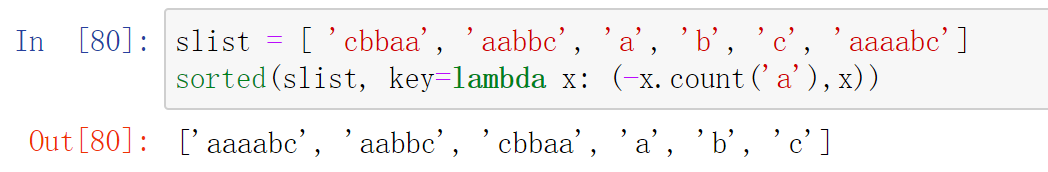 In [80]: slist = [ 'cbbaa', 'aabbc', 'a', 'b', 'c', 'aaaabc']
sorted(slist, key=lambda x: (-x.count('a'),x))
Out[80]: ['aaaabc', 'aabbc', 'cbbaa', 'a', 'b', 'c']